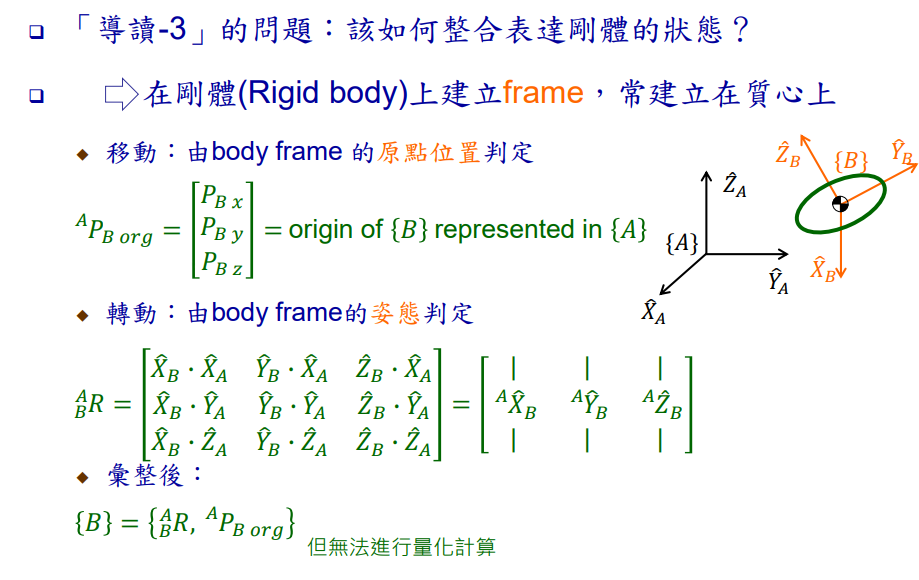 「導讀-3」的問題：該如何整合表達剛體的狀態？
⇨在剛體(Rigid body)上建立frame，常建立在質心上
移動：由body frame 的原點位置判定
$^{A}P_{B\ org} = \begin{bmatrix} P_{B\ x} \\ P_{B\ y} \\ P_{B\ z} \end{bmatrix}$ = origin of {B} represented in {A}
轉動：由body frame的姿態判定
$^{A}_{B}R = \begin{bmatrix} \hat{X}_B \cdot \hat{X}_A & \hat{Y}_B \cdot \hat{X}_A & \hat{Z}_B \cdot \hat{X}_A \\ \hat{X}_B \cdot \hat{Y}_A & \hat{Y}_B \cdot \hat{Y}_A & \hat{Z}_B \cdot \hat{Y}_A \\ \hat{X}_B \cdot \hat{Z}_A & \hat{Y}_B \cdot \hat{Z}_A & \hat{Z}_B \cdot \hat{Z}_A \end{bmatrix} = \begin{bmatrix} | & | & | \\ ^{A}\hat{X}_B & ^{A}\hat{Y}_B & ^{A}\hat{Z}_B \\ | & | & | \end{bmatrix}$
彙整後：
$\{B\} = \{^{A}_{B}R,\ ^{A}P_{B\ org}\}$
但無法進行量化計算
$\hat{Z}_A$
{A}
$\hat{Y}_A$
$\hat{X}_A$
$\hat{Z}_B$
{B}
$\hat{Y}_B$
$\hat{X}_B$